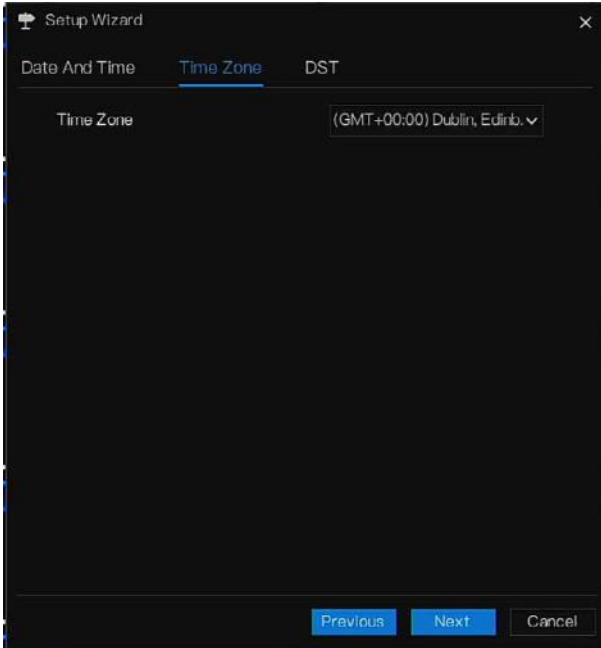 Setup Wizard
Date And Time Time Zone DST
Time Zone (GMT+00:00) Dublin, Edinb.
Previous Next Cancel